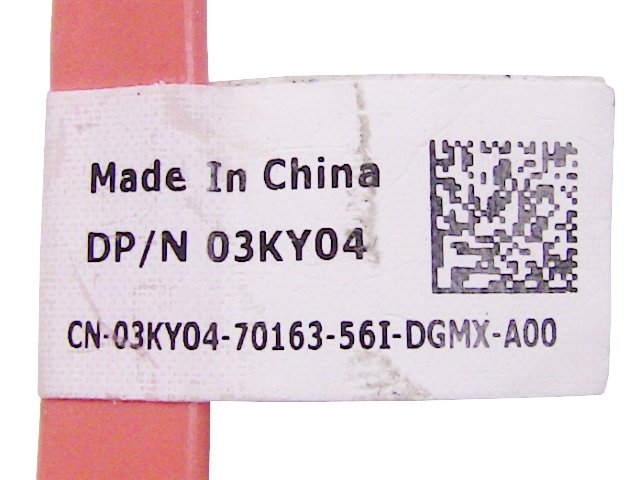 Made In China
DP/N 03KY04
CN-03KY04-70163-56I-DGMX-A00